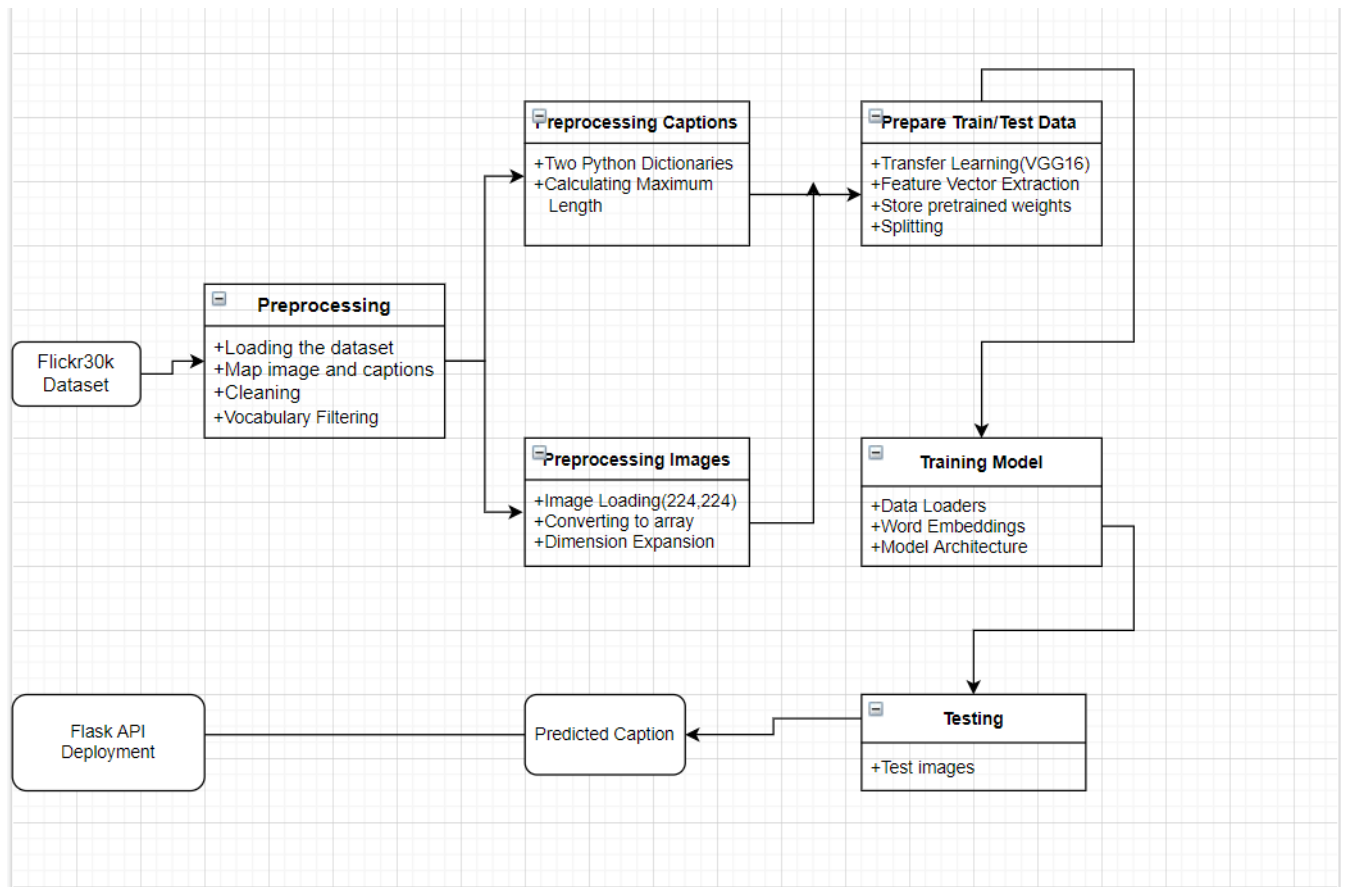 Flickr30k
Dataset
Preprocessing
+Loading the dataset
+Map image and captions
+Cleaning
+Vocabulary Filtering
Preprocessing Captions
+Two Python Dictionaries
+Calculating Maximum
Length
Preprocessing Images
+Image Loading(224,224)
+Converting to array
+Dimension Expansion
Prepare Train/Test Data
+Transfer Learning(VGG16)
+Feature Vector Extraction
+Store pretrained weights
+Splitting
Training Model
+Data Loaders
+Word Embeddings
+Model Architecture
Testing
+Test images
Predicted Caption
Flask API
Deployment